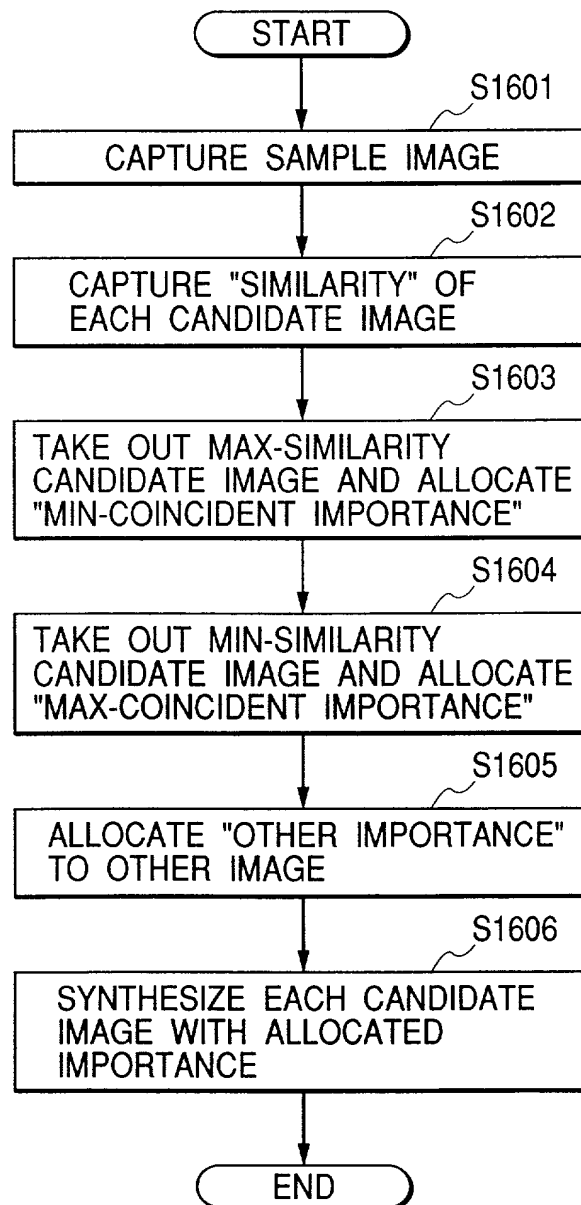 START
S1601
CAPTURE SAMPLE IMAGE
S1602
CAPTURE "SIMILARITY" OF
EACH CANDIDATE IMAGE
S1603
TAKE OUT MAX-SIMILARITY
CANDIDATE IMAGE AND ALLOCATE
"MIN-COINCIDENT IMPORTANCE"
S1604
TAKE OUT MIN-SIMILARITY
CANDIDATE IMAGE AND ALLOCATE
"MAX-COINCIDENT IMPORTANCE"
S1605
ALLOCATE "OTHER IMPORTANCE"
TO OTHER IMAGE
S1606
SYNTHESIZE EACH CANDIDATE
IMAGE WITH ALLOCATED
IMPORTANCE
END